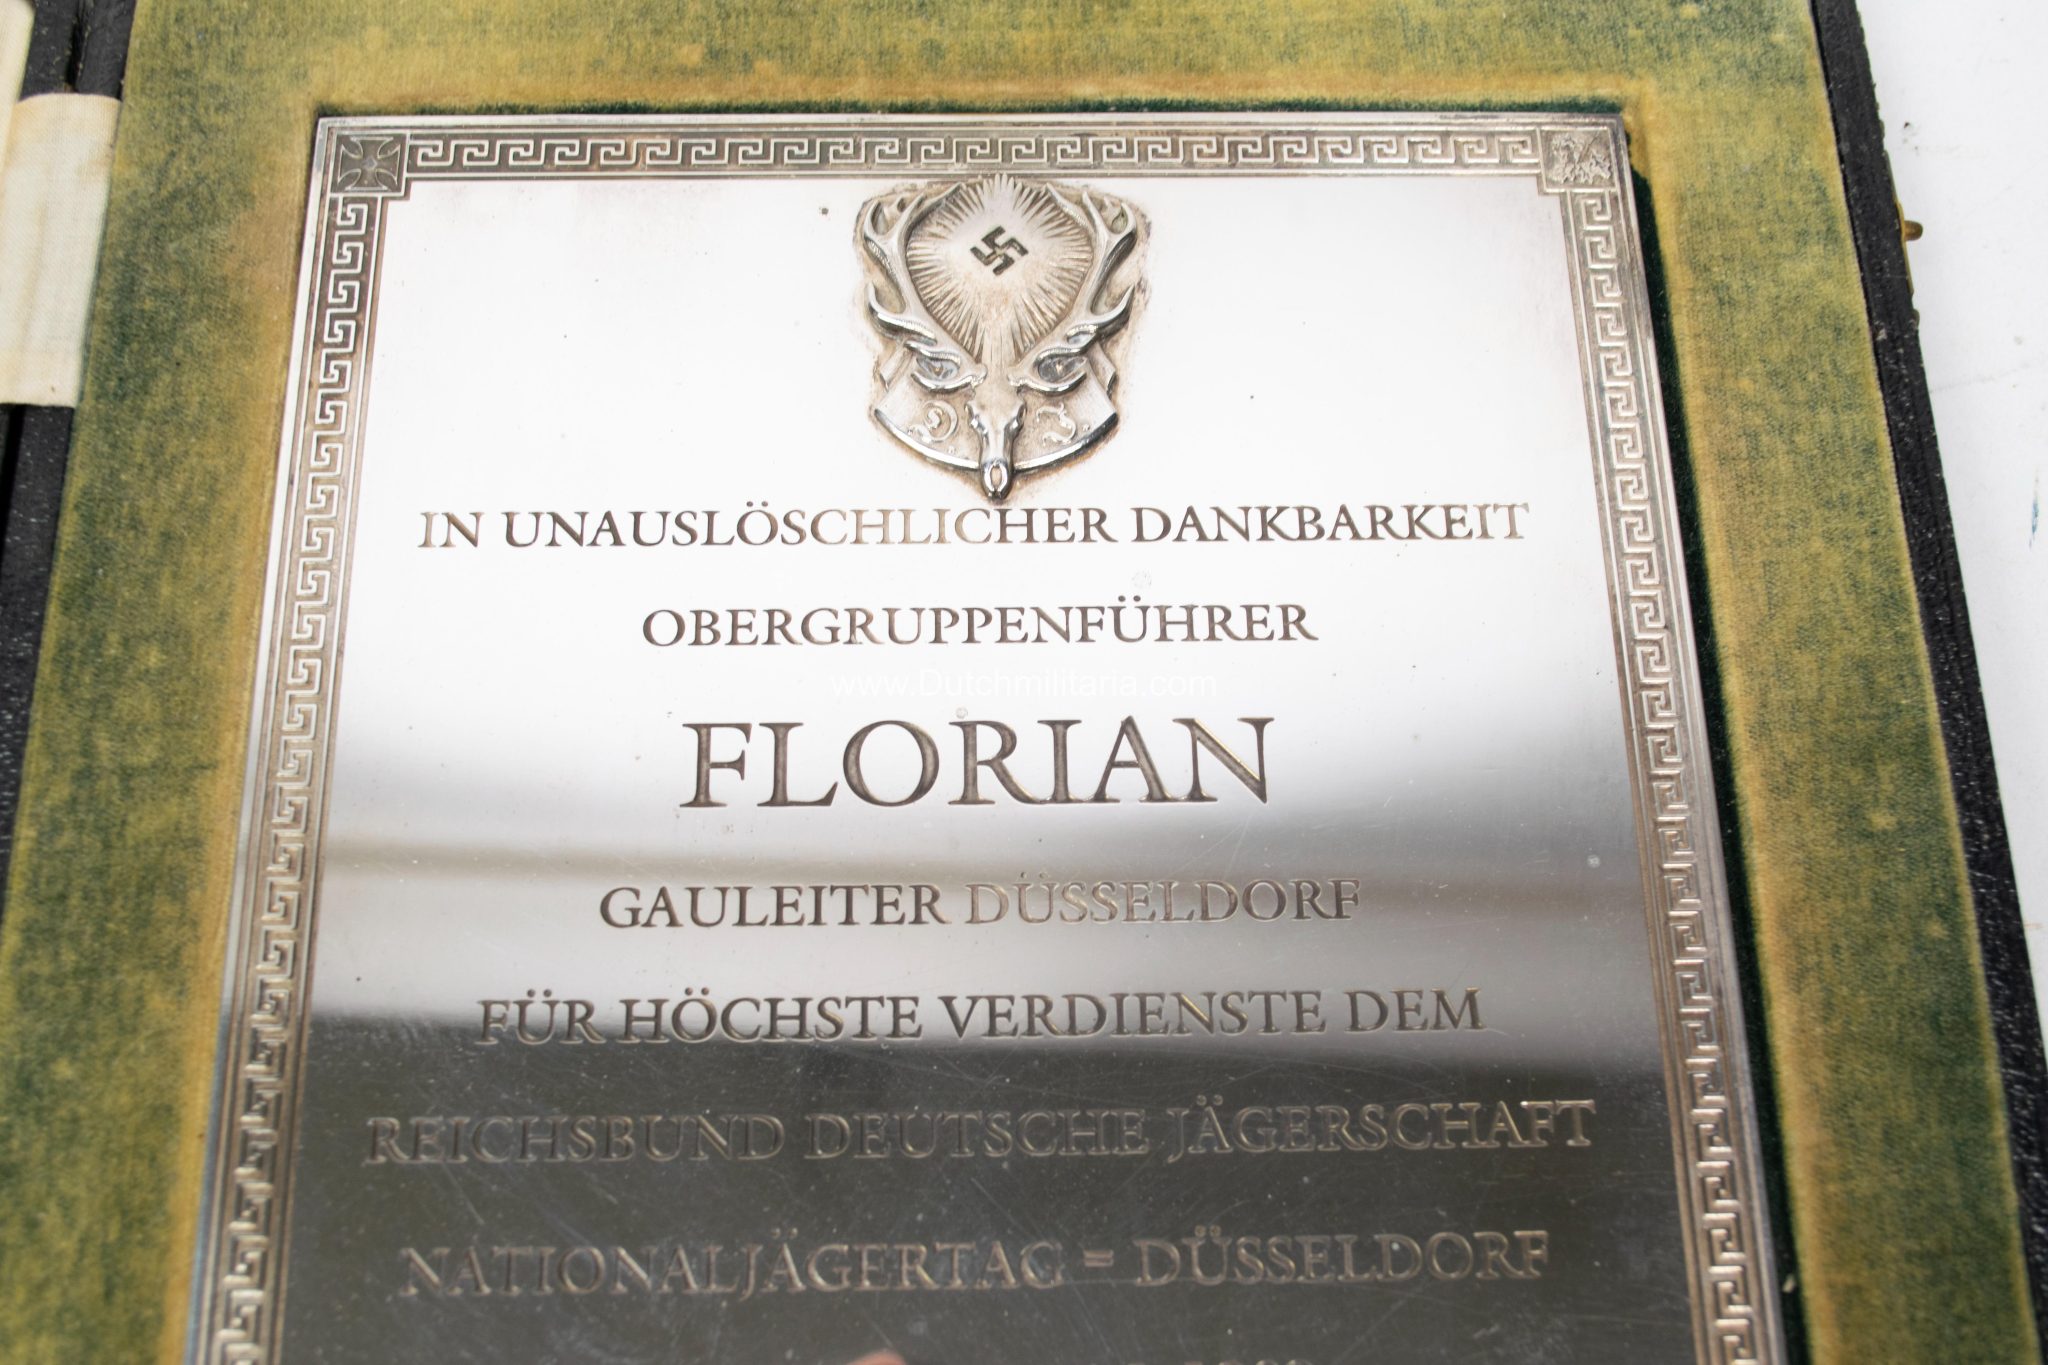 D J
IN UNAUSLÖSCHLICHER DANKBARKEIT
OBERGRUPPENFÜHRER
www.Dutchmilitaria.com
FLORIAN
GAULEITER DÜSSELDORF
FÜR HÖCHSTE VERDIENSTE DEM
REICHSBUND DEUTSCHE JÄGERSCHAFT
NATIONALJÄGERTAG = DÜSSELDORF